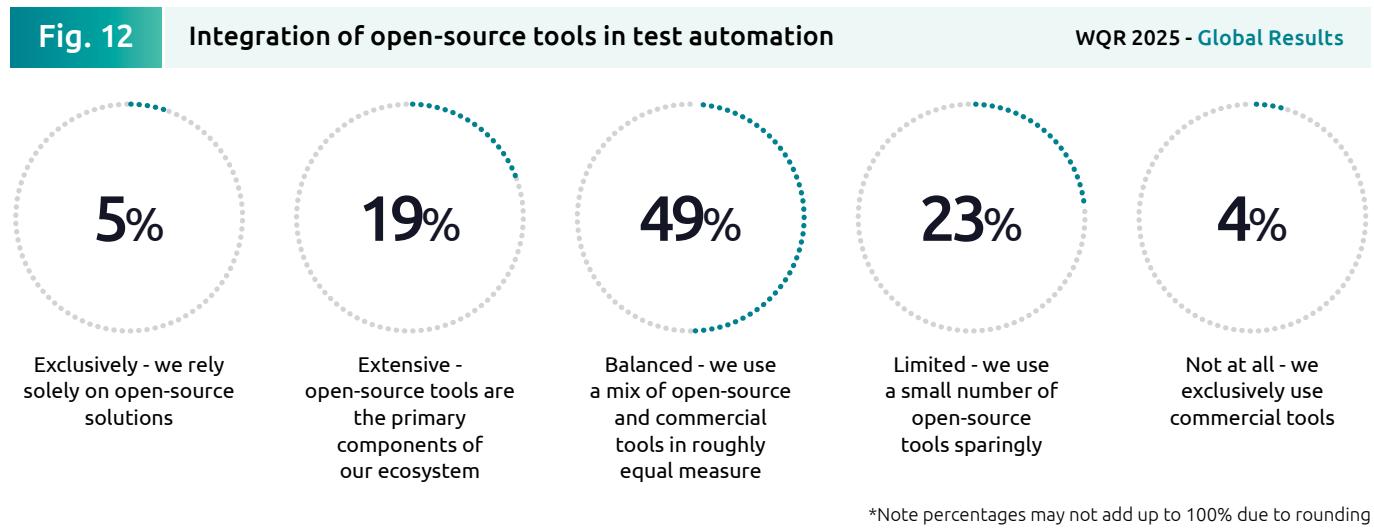 Fig. 12
Integration of open-source tools in test automation
WQR 2025 - Global Results
5%
19%
49%
23%
4%
Exclusively - we rely
solely on open-source
solutions
Extensive -
open-source tools are
the primary
components of
our ecosystem
Balanced - we use
a mix of open-source
and commercial
tools in roughly
equal measure
Limited - we use
a small number of
open-source
tools sparingly
Not at all - we
exclusively use
commercial tools
*Note percentages may not add up to 100% due to rounding